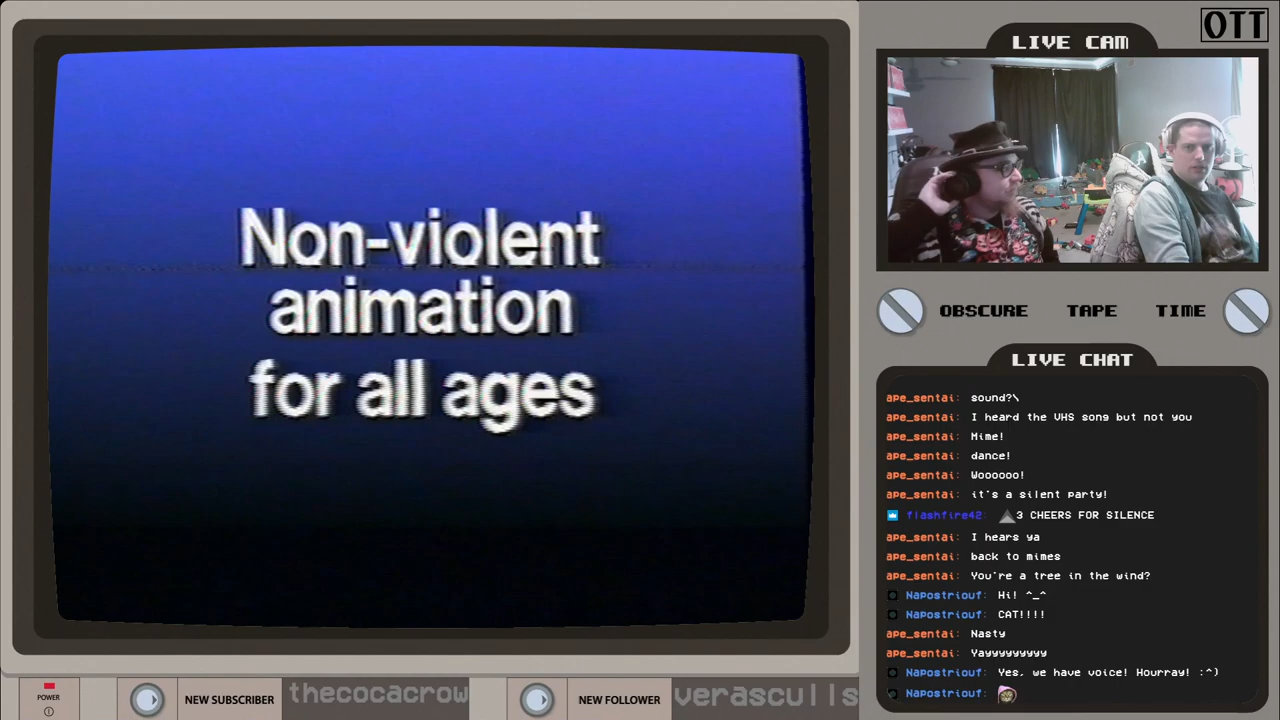 Non-violent
animation
for all ages
OTT
LIVE CAM
OBSCURE TAPE TIME
LIVE CHAT
ape_sentai: sound?\
ape_sentai: I heard the VHS song but not you
ape_sentai: Mime!
ape_sentai: dance!
ape_sentai: Woooooo!
ape_sentai: it's a silent party!
flashfire42: 3 CHEERS FOR SILENCE
ape_sentai: I hears ya
ape_sentai: back to mimes
ape_sentai: You're a tree in the wind?
Napostriouf: Hi! ^_^
Napostriouf: CAT!!!!
ape_sentai: Nasty
ape_sentai: Yayyyyyyyyy
Napostriouf: Yes, we have voice! Hourray! :^)
Napostriouf:
POWER
NEW SUBSCRIBER thecocacrow
NEW FOLLOWER verasculls